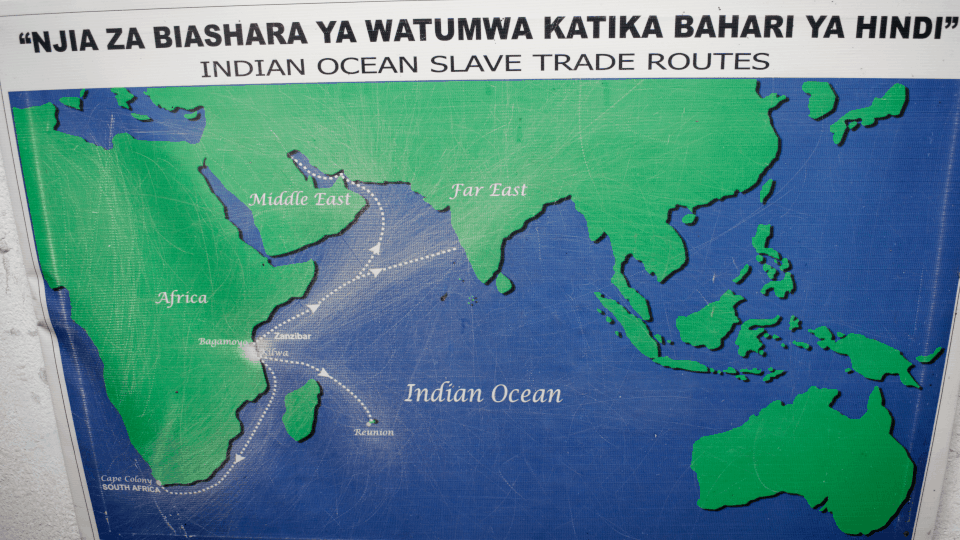 “NJIA ZA BIASHARA YA WATUMWA KATIKA BAHARI YA HINDI”
INDIAN OCEAN SLAVE TRADE ROUTES
Middle East
Far East
Africa
Zanzibar
Bagamoyo
Kilwa
Indian Ocean
Reunion
Cape Colony
SOUTH AFRICA